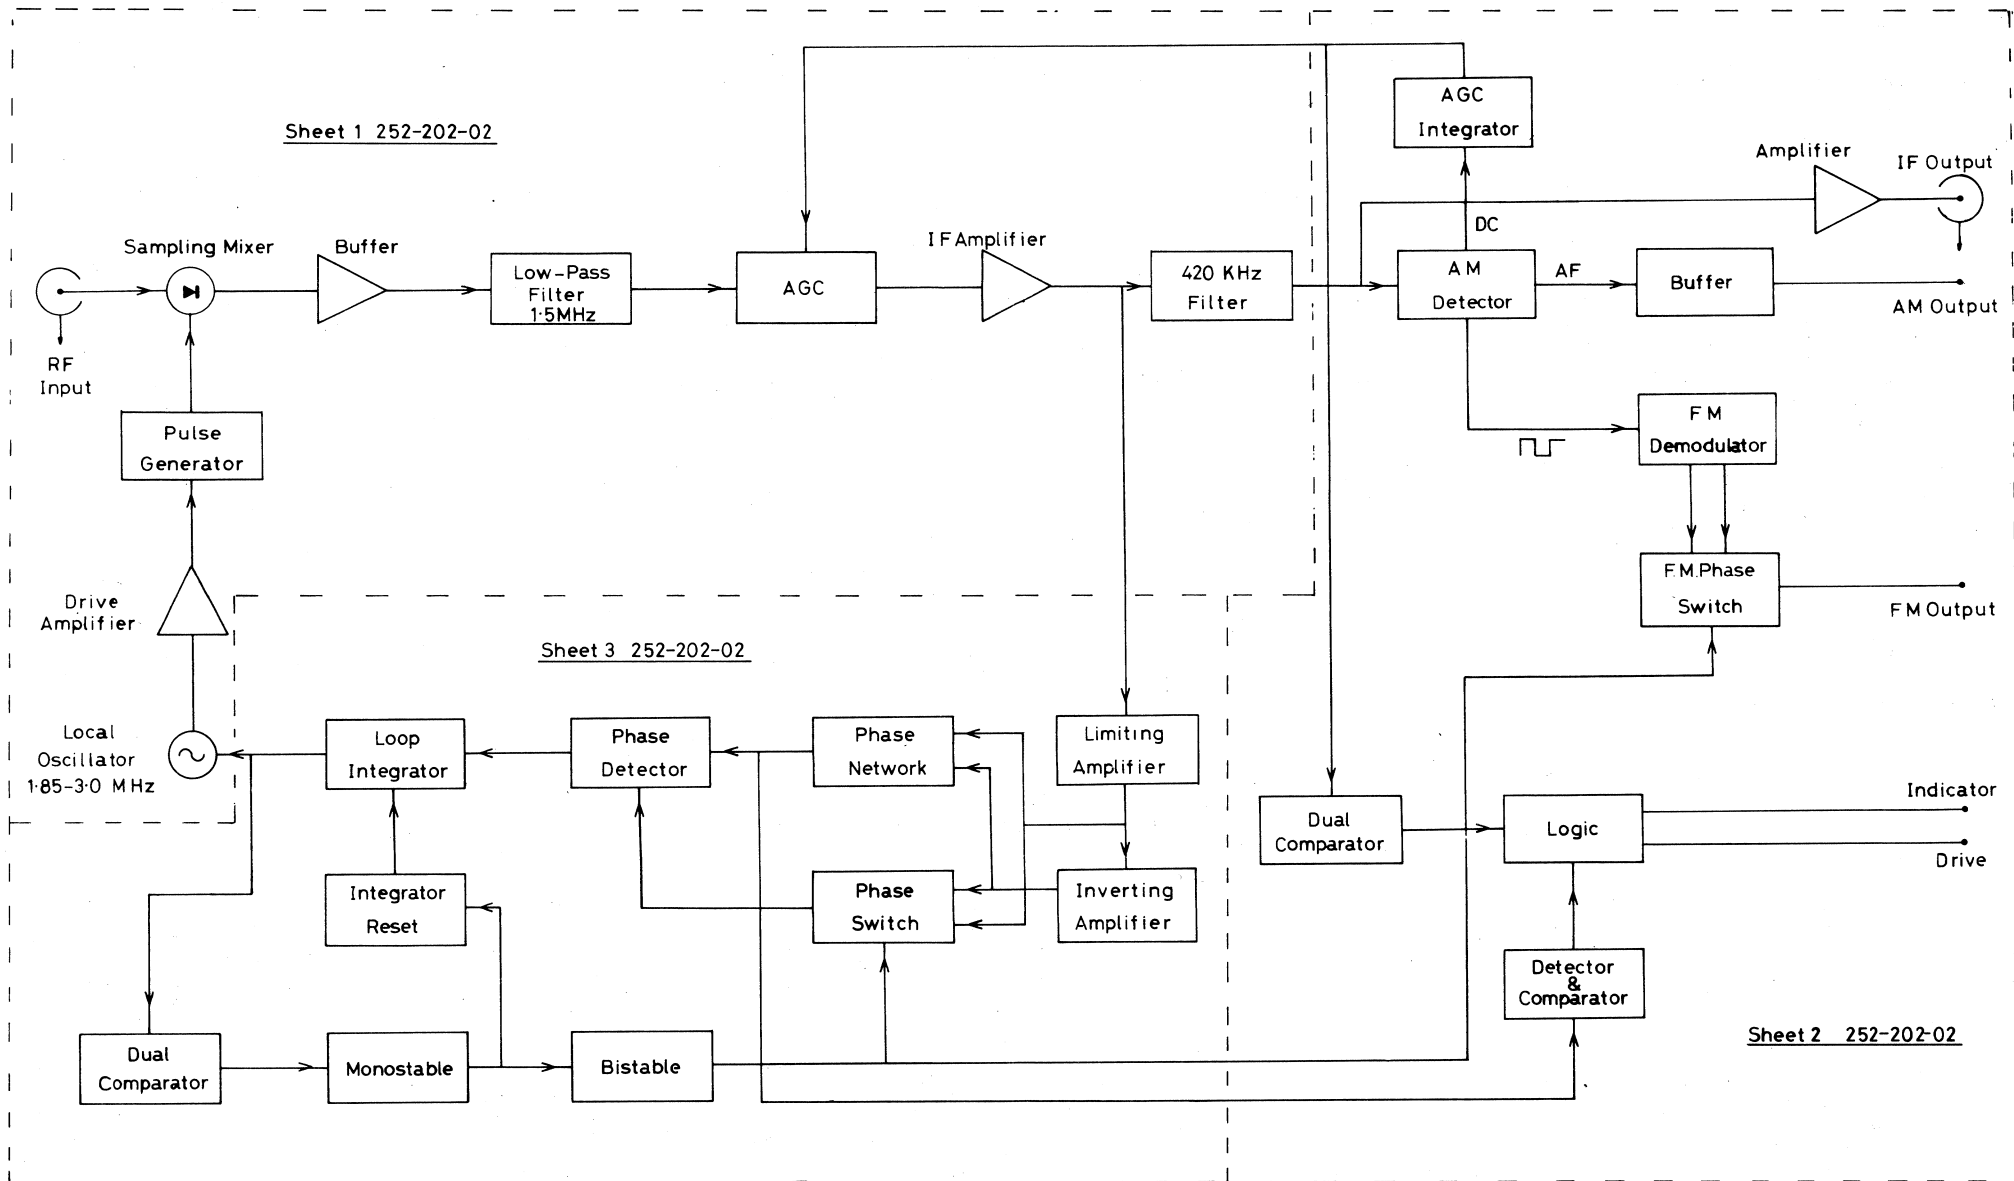 Sheet 1 252-202-02
AGC
Integrator
Amplifier
IF Output
DC
Sampling Mixer
Buffer
Low-Pass
Filter
1·5MHz
AGC
IF Amplifier
420 KHz
Filter
AM
Detector
AF
Buffer
AM Output
RF
Input
Pulse
Generator
FM
Demodulator
F.M.Phase
Switch
FM Output
Drive
Amplifier
Sheet 3 252-202-02
Local
Oscillator
1·85-3·0 MHz
Loop
Integrator
Phase
Detector
Phase
Network
Limiting
Amplifier
Dual
Comparator
Logic
Indicator
Drive
Integrator
Reset
Phase
Switch
Inverting
Amplifier
Detector
&
Comparator
Dual
Comparator
Monostable
Bistable
Sheet 2 252-202-02